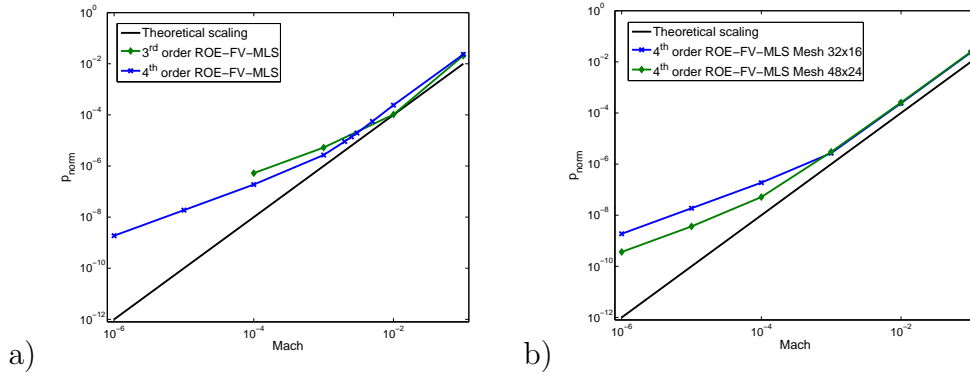 10^0
10^-2
10^-4
10^-6
10^-8
10^-10
10^-12
p_norm
Theoretical scaling
3^rd order ROE−FV−MLS
4^th order ROE−FV−MLS
10^-6
10^-4
10^-2
Mach
a)
10^0
10^-2
10^-4
10^-6
10^-8
10^-10
10^-12
p_norm
Theoretical scaling
4^th order ROE−FV−MLS Mesh 32x16
4^th order ROE−FV−MLS Mesh 48x24
10^-6
10^-4
10^-2
Mach
b)